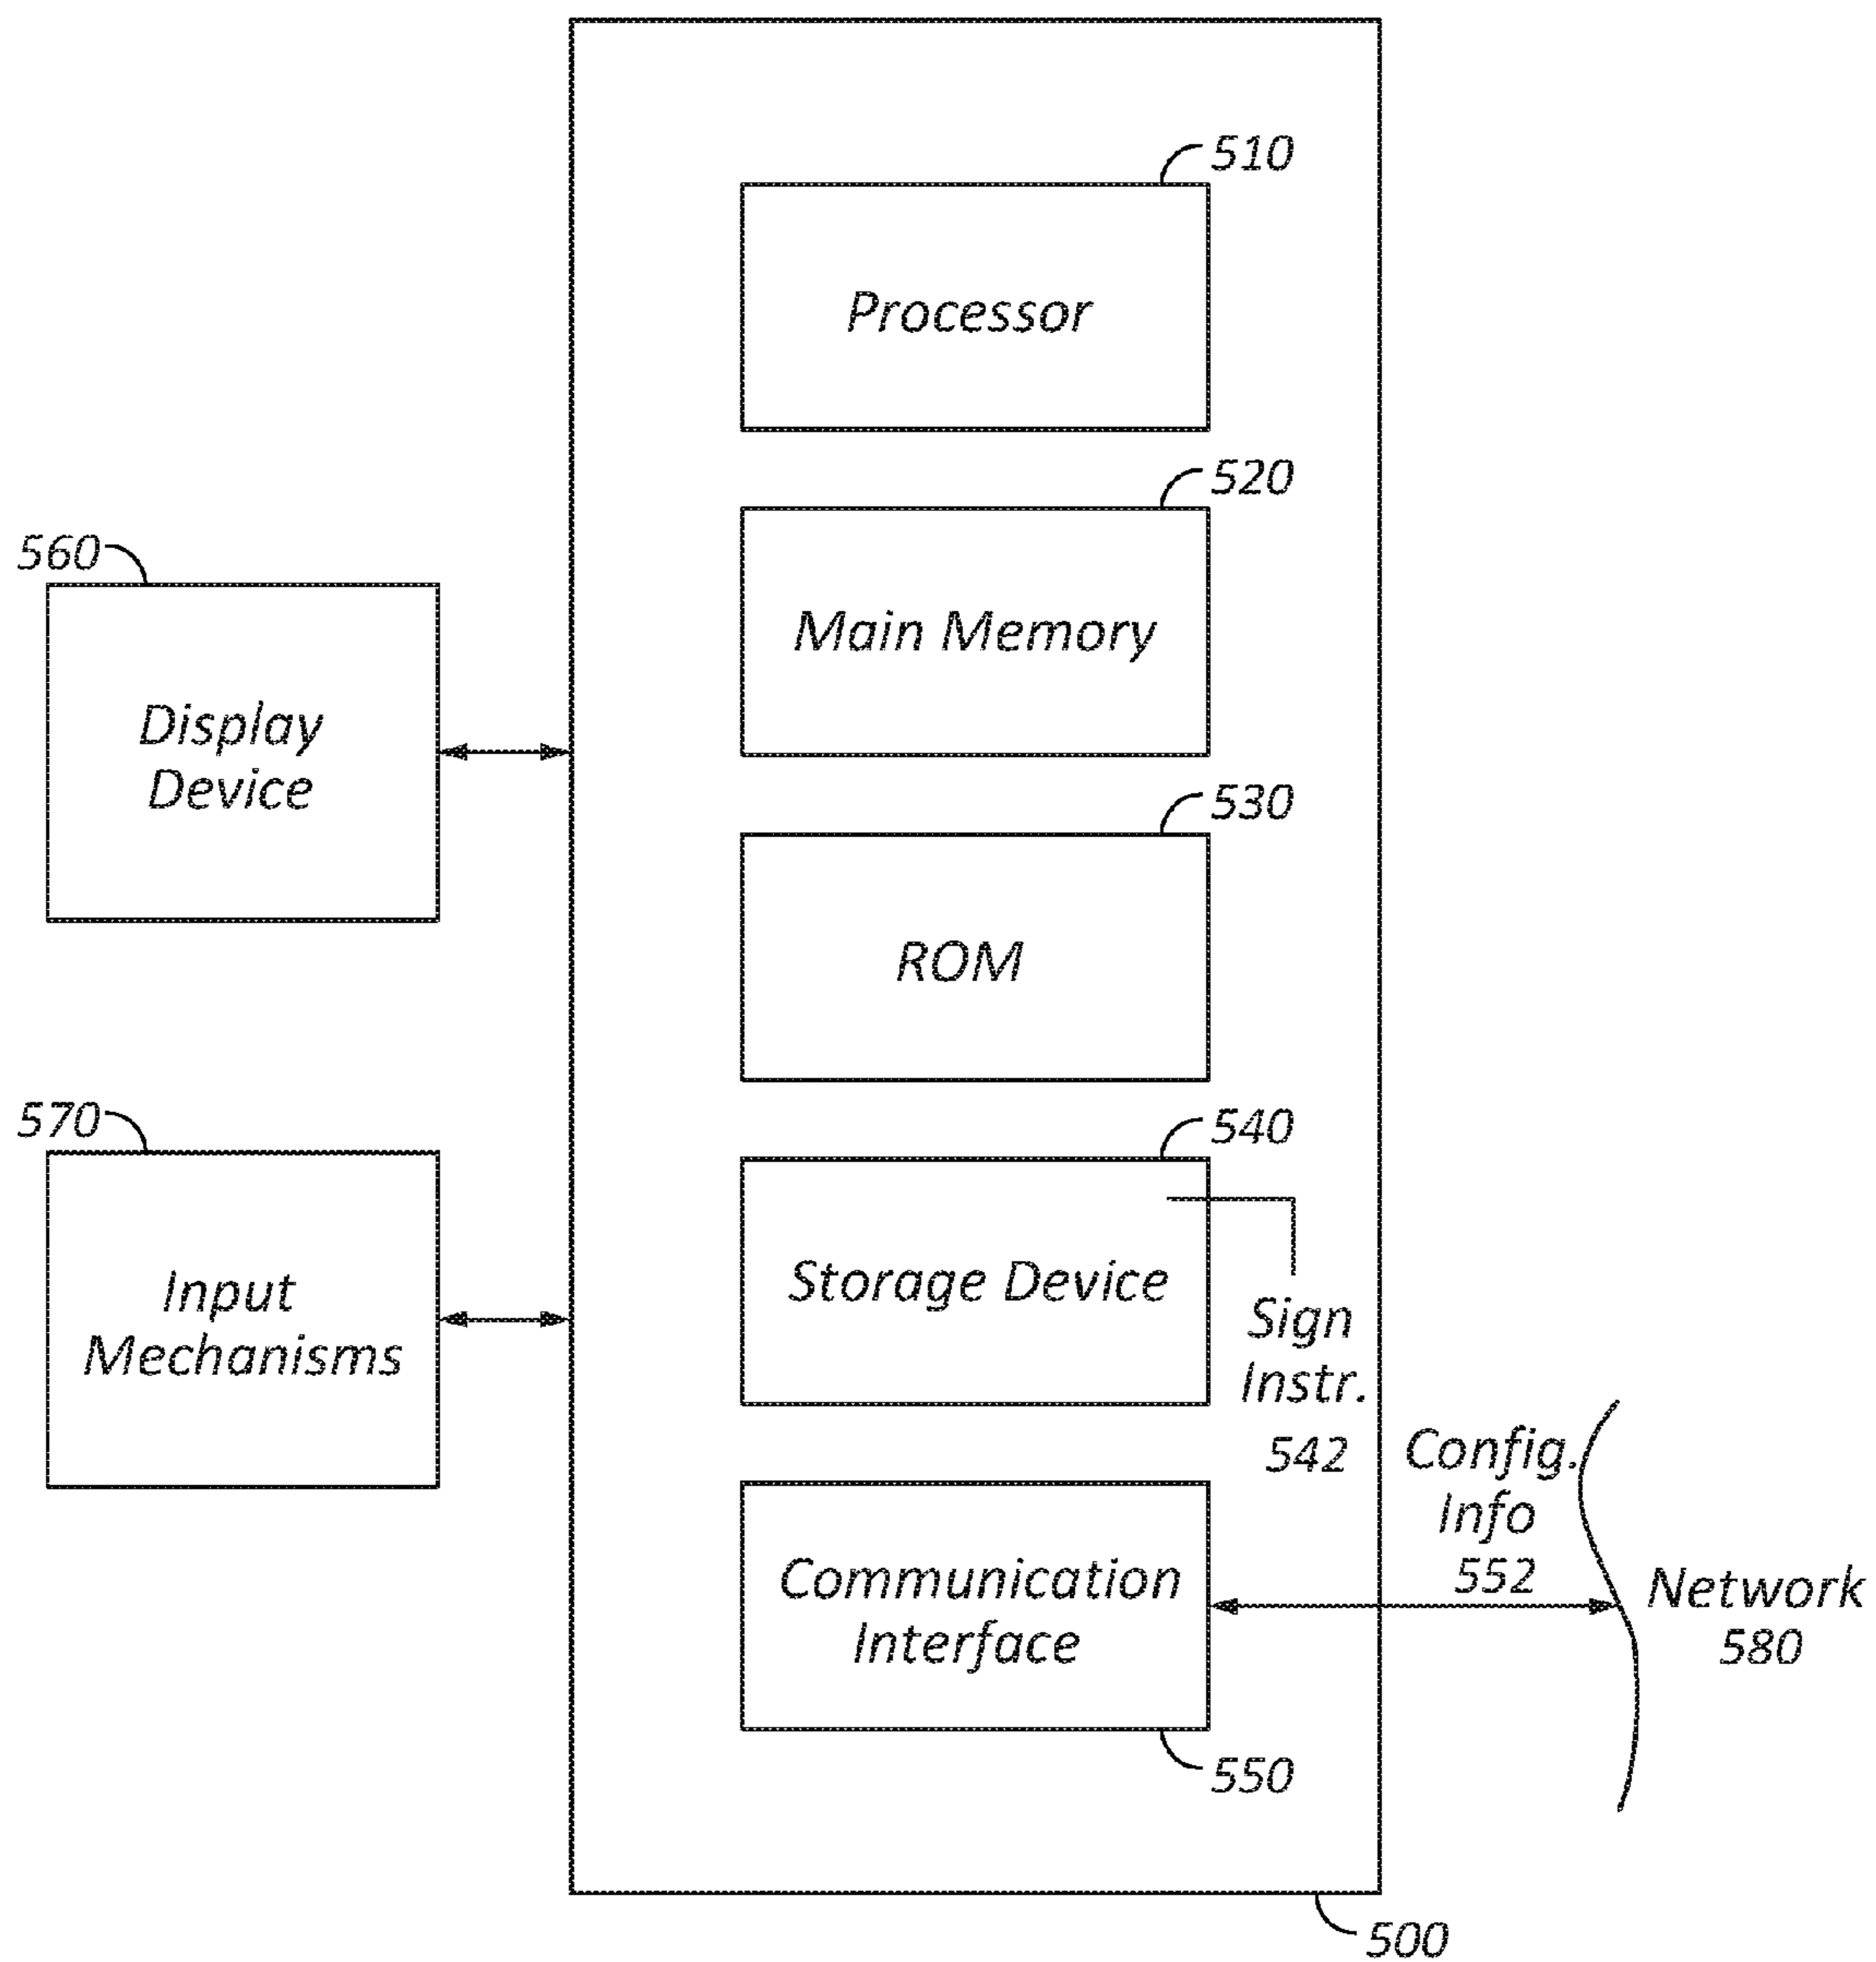 510
Processor
520
Main Memory
560
Display
Device
530
ROM
570
Input
Mechanisms
540
Storage Device
Sign
Instr.
542
Communication
Interface
550
Config.
Info
552
Network
580
500